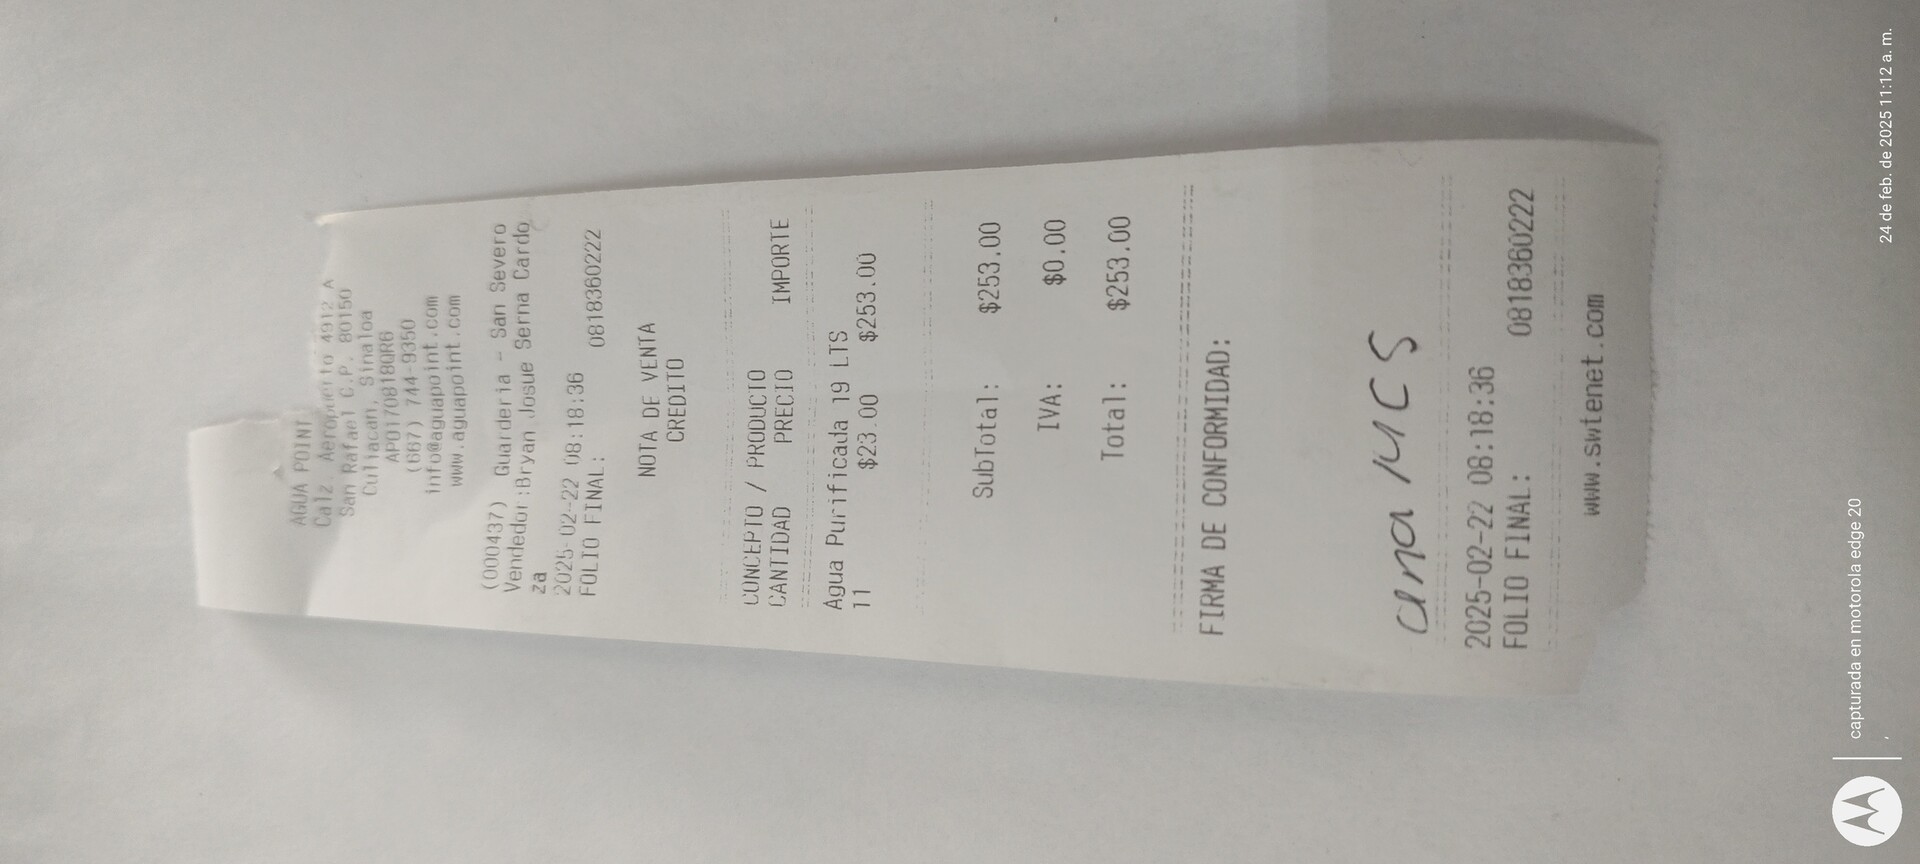 AGUA POINT
Calz. Aeropuerto 4912 A
San Rafael C.P. 80150
Culiacan, Sinaloa
APO170818QR6
(667) 744-9350
info@aguapoint.com
www.aguapoint.com
(000437) Guarderia - San Severo
Vendedor:Bryan Josue Serna Cardo
za
2025-02-22 08:18:36
FOLIO FINAL: 0818360222
NOTA DE VENTA
CREDITO
CONCEPTO / PRODUCTO
CANTIDAD PRECIO IMPORTE
Agua Purificada 19 LTS
11 $23.00 $253.00
SubTotal: $253.00
IVA: $0.00
Total: $253.00
FIRMA DE CONFORMIDAD:
ana MCS
2025-02-22 08:18:36
FOLIO FINAL: 0818360222
www.swtenet.com
capturada en motorola edge 20
24 de feb. de 2025 11:12 a. m.